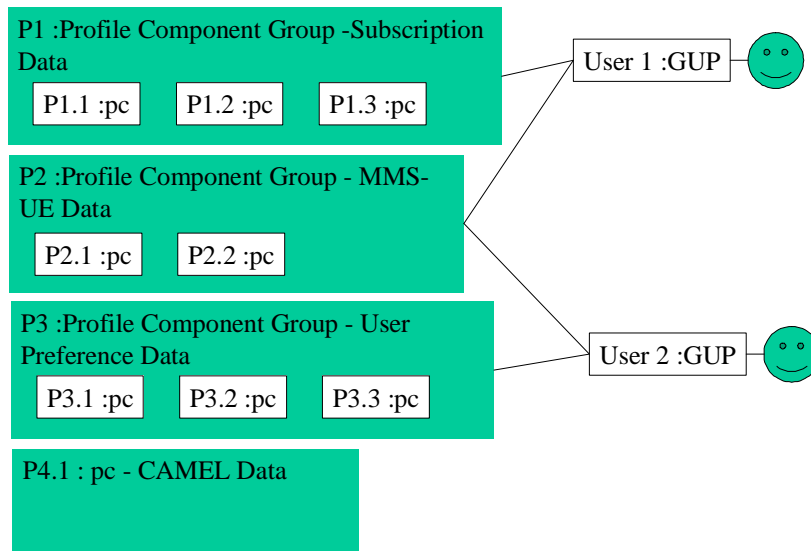 P1 :Profile Component Group -Subscription
Data
P1.1 :pc
P1.2 :pc
P1.3 :pc
User 1 :GUP
P2 :Profile Component Group - MMS-
UE Data
P2.1 :pc
P2.2 :pc
P3 :Profile Component Group - User
Preference Data
P3.1 :pc
P3.2 :pc
P3.3 :pc
User 2 :GUP
P4.1 : pc - CAMEL Data